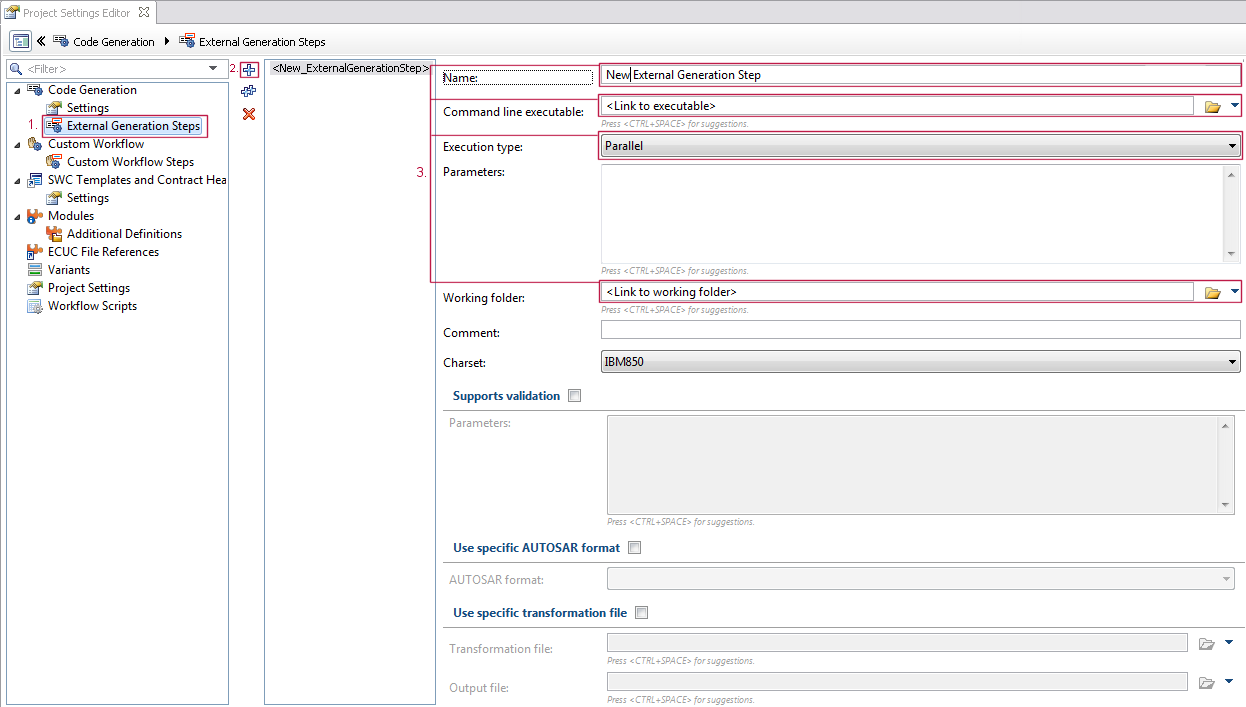 Project Settings Editor
Code Generation External Generation Steps
<Filter>
2.
Code Generation
Settings
1. External Generation Steps
Custom Workflow
Custom Workflow Steps
SWC Templates and Contract Hea
Settings
Modules
Additional Definitions
ECUC File References
Variants
Project Settings
Workflow Scripts
<New_ExternalGenerationStep>
3.
Name: New External Generation Step
Command line executable: <Link to executable>
Press <CTRL+SPACE> for suggestions.
Execution type: Parallel
Parameters:
Press <CTRL+SPACE> for suggestions.
Working folder: <Link to working folder>
Press <CTRL+SPACE> for suggestions.
Comment:
Charset: IBM850
Supports validation
Parameters:
Press <CTRL+SPACE> for suggestions.
Use specific AUTOSAR format
AUTOSAR format:
Use specific transformation file
Transformation file:
Press <CTRL+SPACE> for suggestions.
Output file:
Press <CTRL+SPACE> for suggestions.